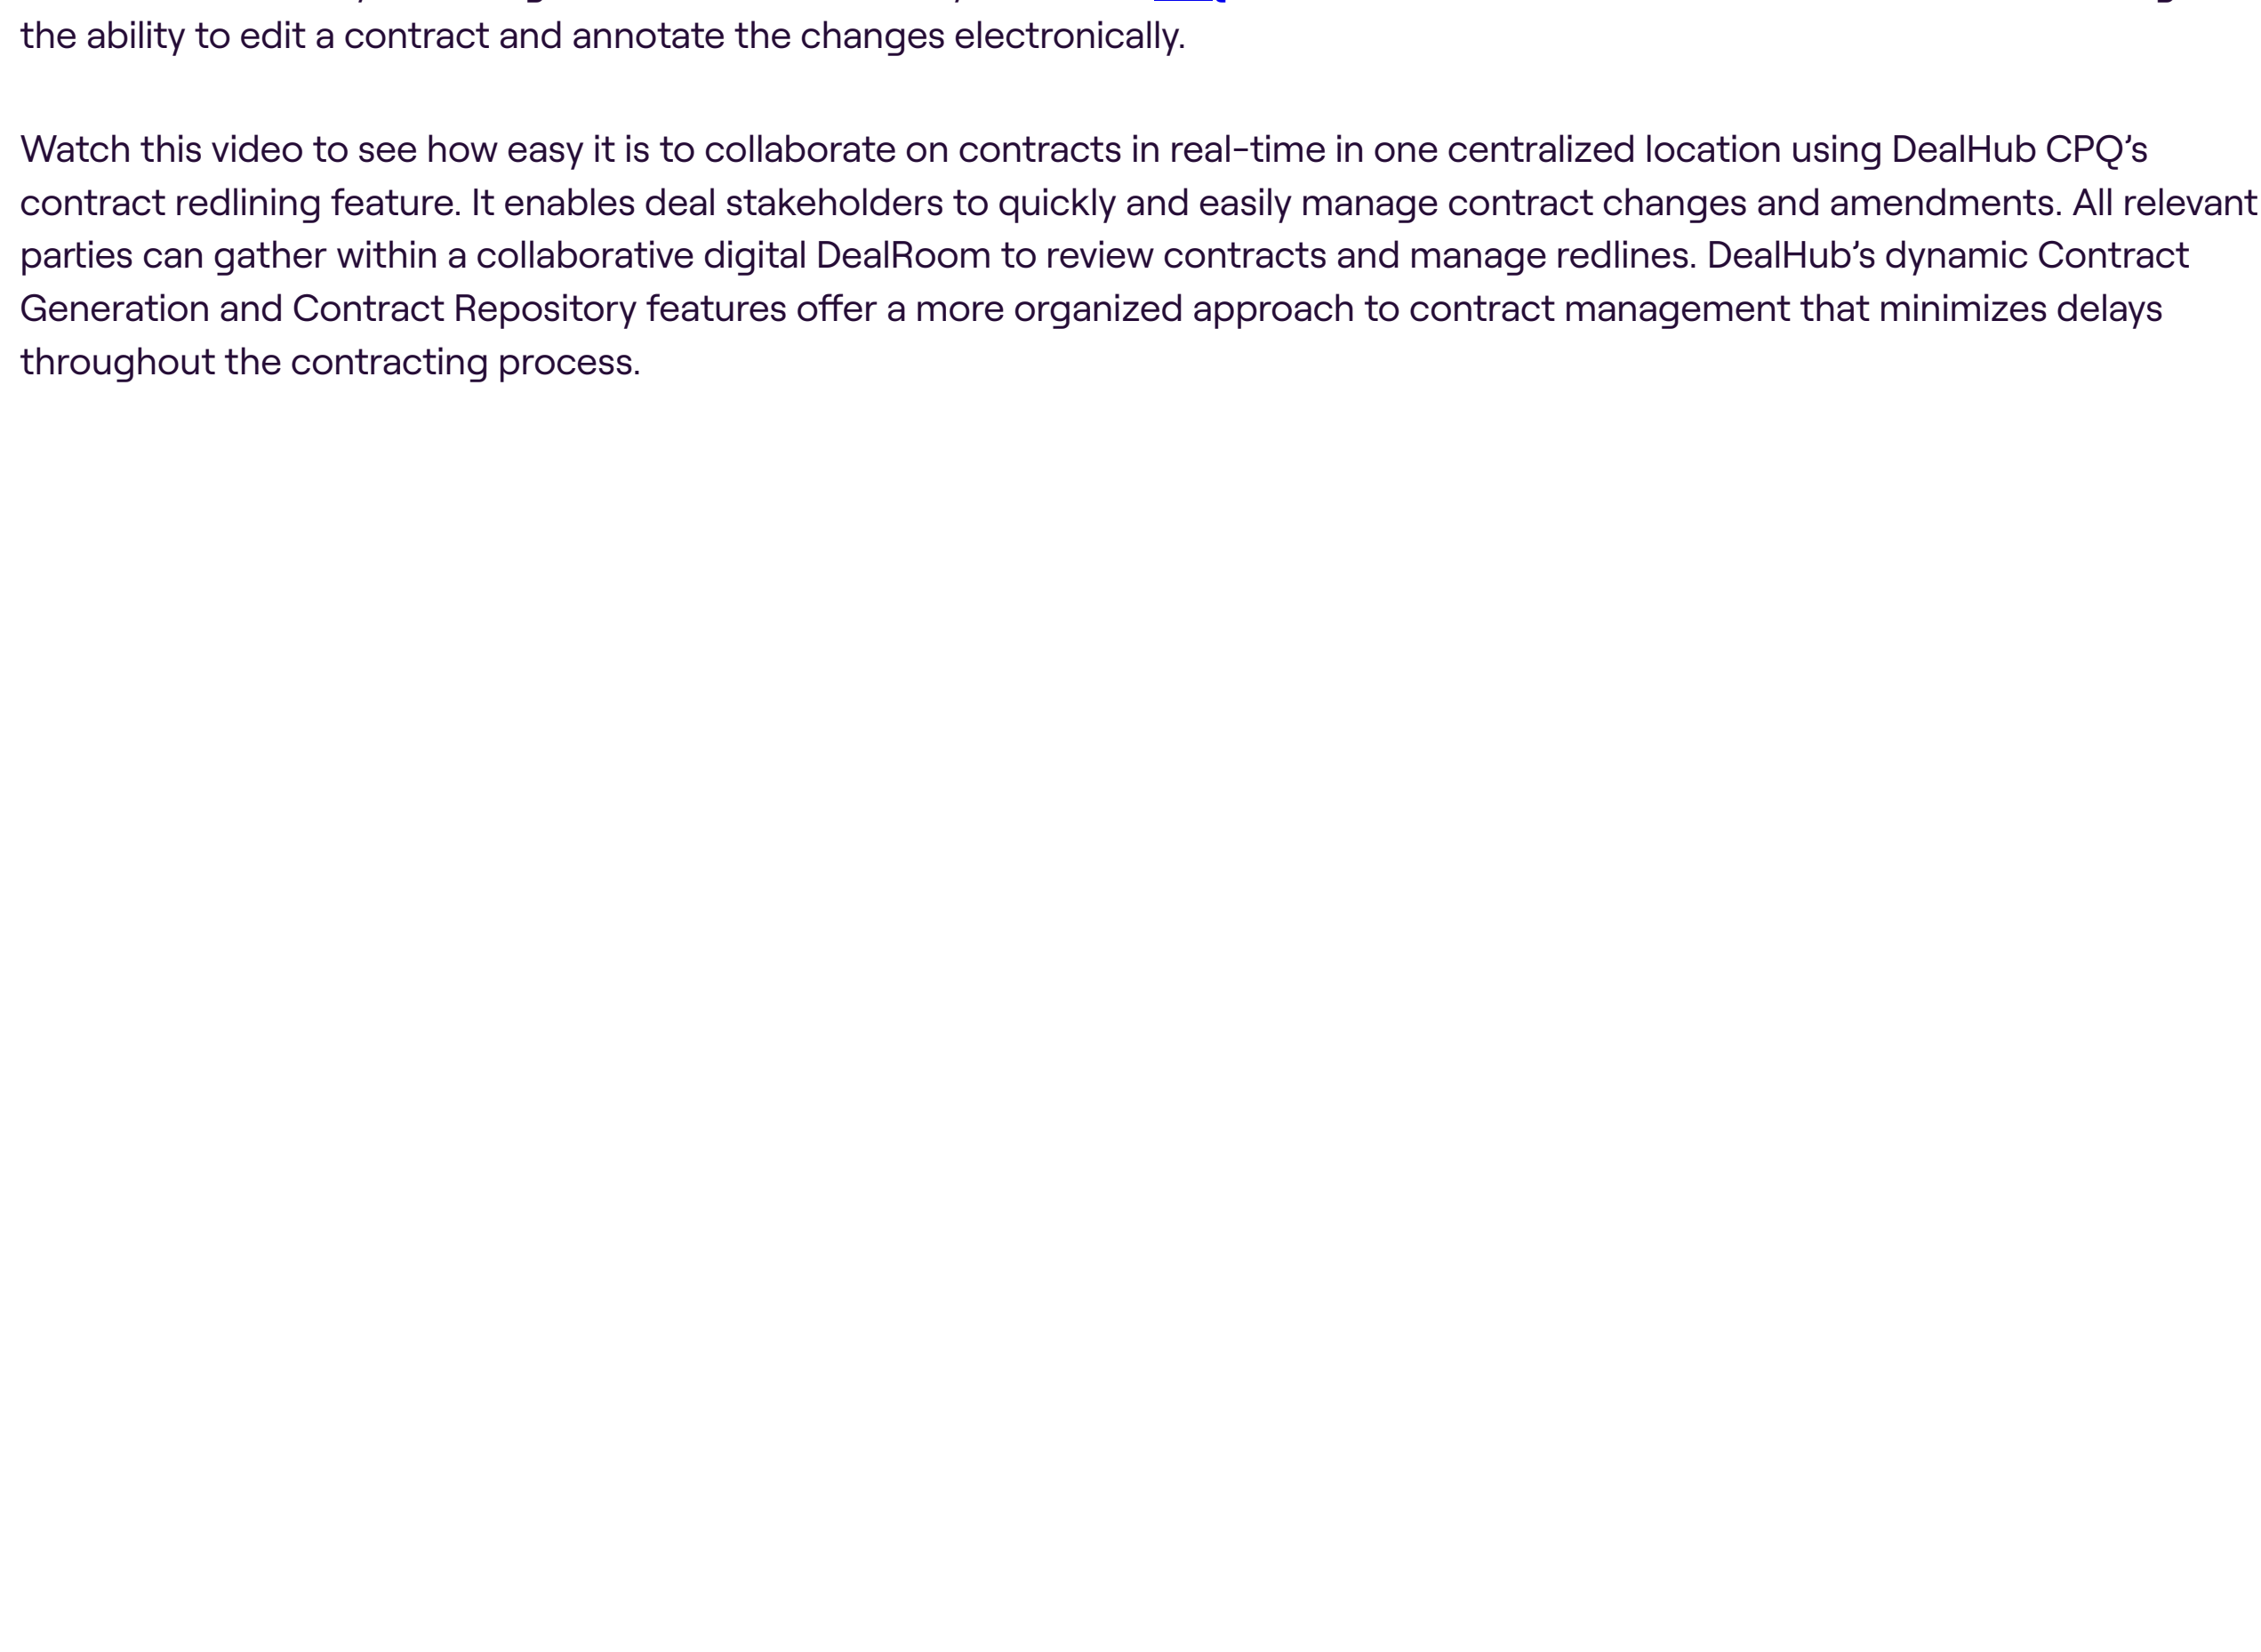 the ability to edit a contract and annotate the changes electronically.
Watch this video to see how easy it is to collaborate on contracts in real-time in one centralized location using DealHub CPQ’s
contract redlining feature. It enables deal stakeholders to quickly and easily manage contract changes and amendments. All relevant
parties can gather within a collaborative digital DealRoom to review contracts and manage redlines. DealHub’s dynamic Contract
Generation and Contract Repository features offer a more organized approach to contract management that minimizes delays
throughout the contracting process.